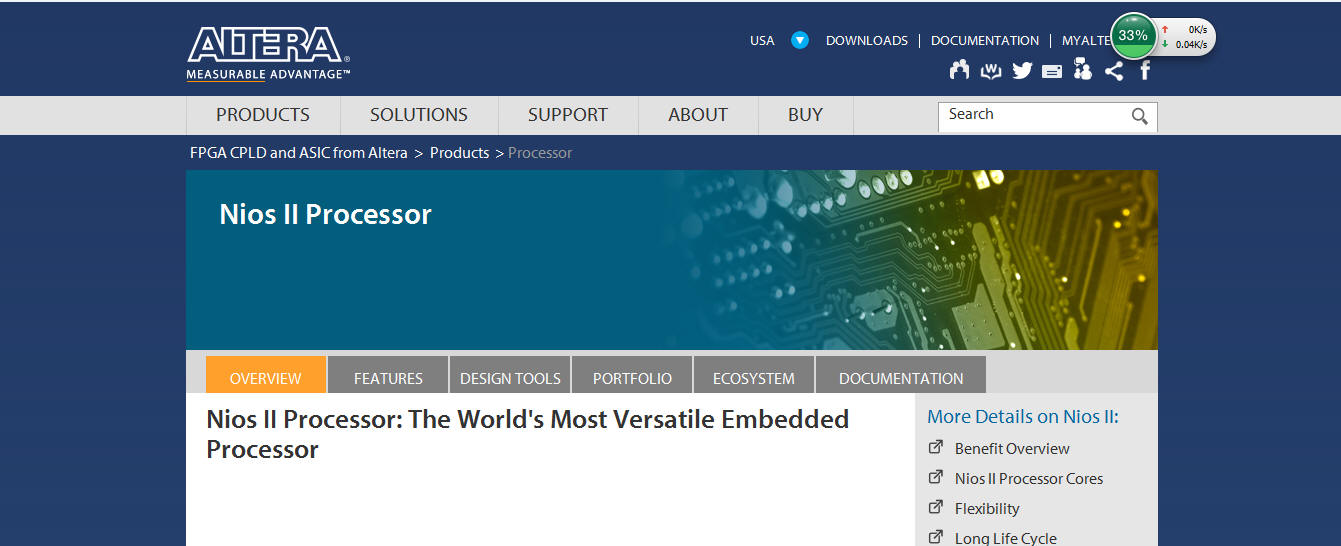 ALTERA®
MEASURABLE ADVANTAGE™
USA
DOWNLOADS
DOCUMENTATION
33%
0K/s
0.04K/s
W
f
PRODUCTS
SOLUTIONS
SUPPORT
ABOUT
BUY
Search
FPGA CPLD and ASIC from Altera > Products > Processor
Nios II Processor
OVERVIEW
FEATURES
DESIGN TOOLS
PORTFOLIO
ECOSYSTEM
DOCUMENTATION
Nios II Processor: The World's Most Versatile Embedded
Processor
More Details on Nios II:
Benefit Overview
Nios II Processor Cores
Flexibility
Long Life Cycle